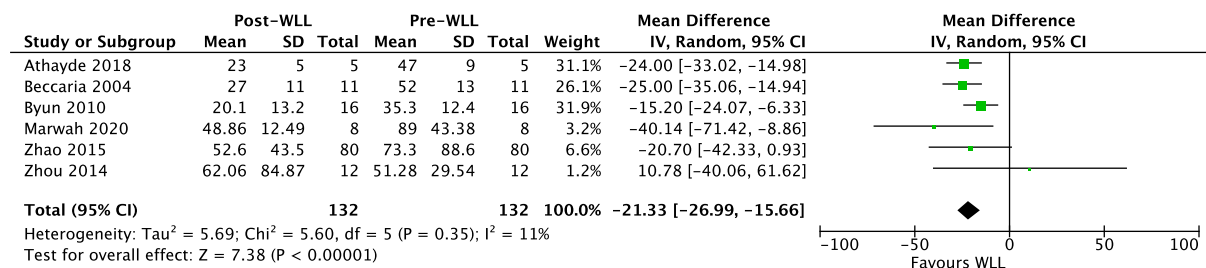 Post-WLL Pre-WLL Mean Difference Mean Difference
Study or Subgroup Mean SD Total Mean SD Total Weight IV, Random, 95% CI IV, Random, 95% CI
Athayde 2018 23 5 5 47 9 5 31.1% −24.00 [−33.02, −14.98]
Beccaria 2004 27 11 11 52 13 11 26.1% −25.00 [−35.06, −14.94]
Byun 2010 20.1 13.2 16 35.3 12.4 16 31.9% −15.20 [−24.07, −6.33]
Marwah 2020 48.86 12.49 8 89 43.38 8 3.2% −40.14 [−71.42, −8.86]
Zhao 2015 52.6 43.5 80 73.3 88.6 80 6.6% −20.70 [−42.33, 0.93]
Zhou 2014 62.06 84.87 12 51.28 29.54 12 1.2% 10.78 [−40.06, 61.62]
Total (95% CI) 132 132 100.0% −21.33 [−26.99, −15.66]
Heterogeneity: Tau² = 5.69; Chi² = 5.60, df = 5 (P = 0.35); I² = 11%
Test for overall effect: Z = 7.38 (P < 0.00001)
−100 −50 0 50 100
Favours WLL